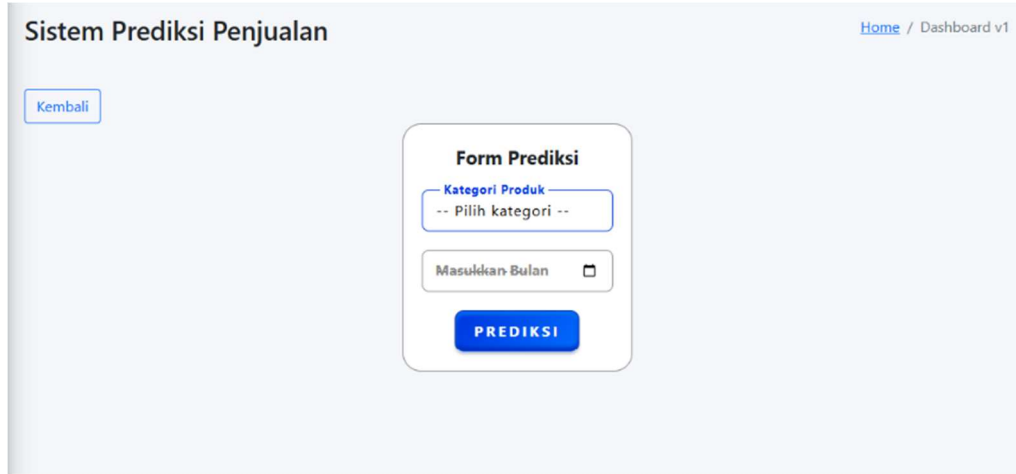 Sistem Prediksi Penjualan
Home / Dashboard v1
Kembali
Form Prediksi
Kategori Produk
-- Pilih kategori --
Masukkan Bulan
PREDIKSI